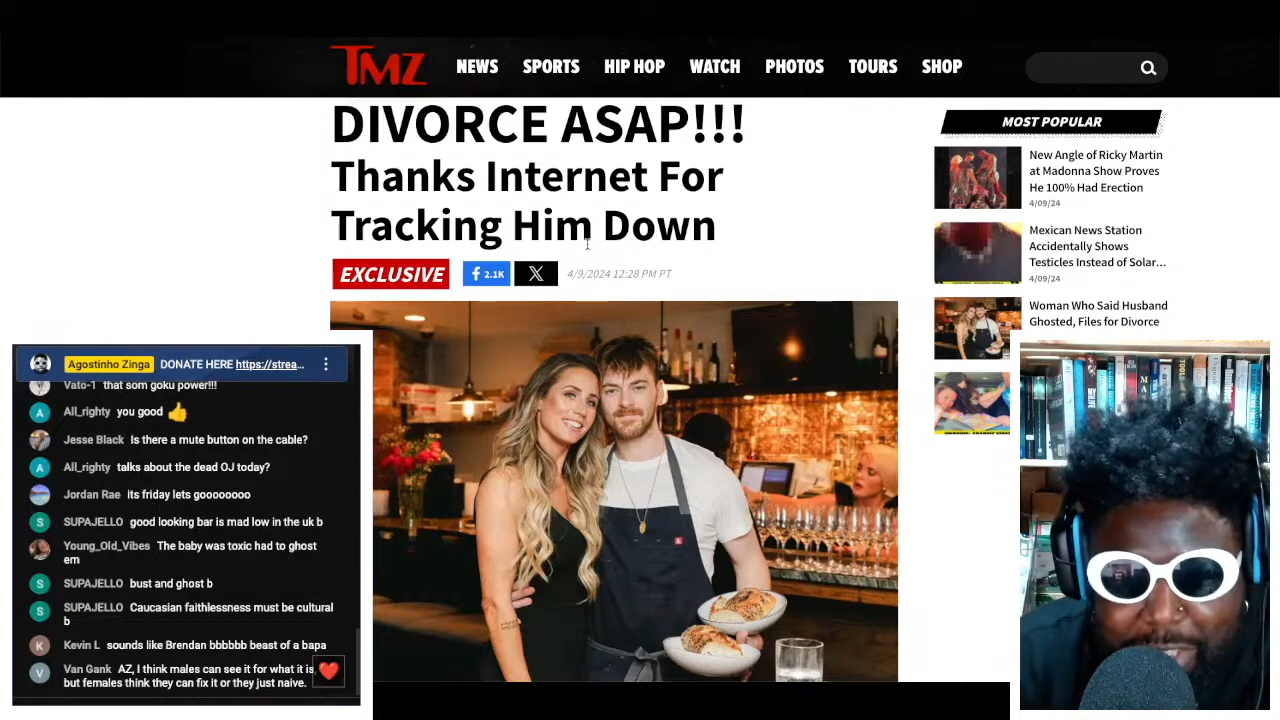 TMZ
NEWS SPORTS HIP HOP WATCH PHOTOS TOURS SHOP
DIVORCE ASAP!!!
Thanks Internet For
Tracking Him Down
EXCLUSIVE
2.1K
4/9/2024 12:28 PM PT
MOST POPULAR
New Angle of Ricky Martin
at Madonna Show Proves
He 100% Had Erection
4/09/24
Mexican News Station
Accidentally Shows
Testicles Instead of Solar...
4/09/24
Woman Who Said Husband
Ghosted, Files for Divorce
Agostinho Zinga DONATE HERE https://strea...
Vato-1 that som goku power!!!
All_righty you good 👍
Jesse Black Is there a mute button on the cable?
All_righty talks about the dead OJ today?
Jordan Rae its friday lets goooooooo
SUPAJELLO good looking bar is mad low in the uk b
Young_Old_Vibes The baby was toxic had to ghost
em
SUPAJELLO bust and ghost b
SUPAJELLO Caucasian faithlessness must be cultural
b
Kevin L sounds like Brendan bbbbbb beast of a bapa
Van Gank AZ, I think males can see it for what it is,
but females think they can fix it or they just naive.